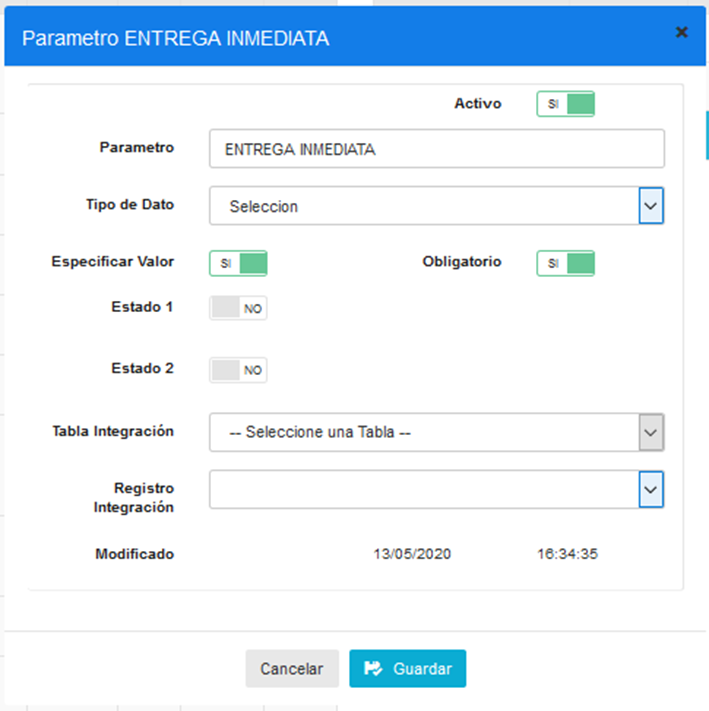 Parametro ENTREGA INMEDIATA
×
Activo SI
Parametro ENTREGA INMEDIATA
Tipo de Dato Seleccion
Especificar Valor SI Obligatorio SI
Estado 1 NO
Estado 2 NO
Tabla Integración -- Seleccione una Tabla --
Registro
Integración
Modificado 13/05/2020 16:34:35
Cancelar Guardar